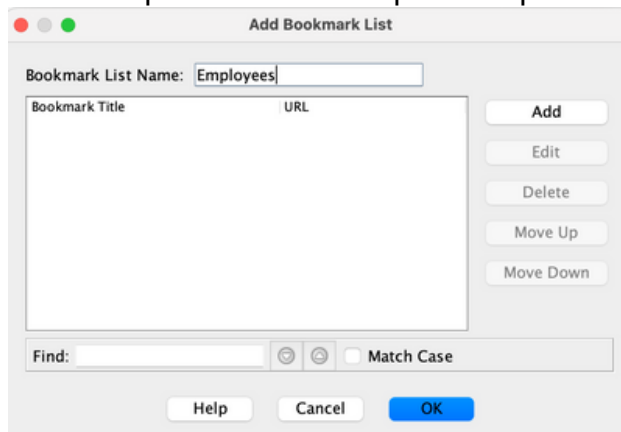 Add Bookmark List
Bookmark List Name: Employees
Bookmark Title URL
Add
Edit
Delete
Move Up
Move Down
Find: Match Case
Help Cancel OK